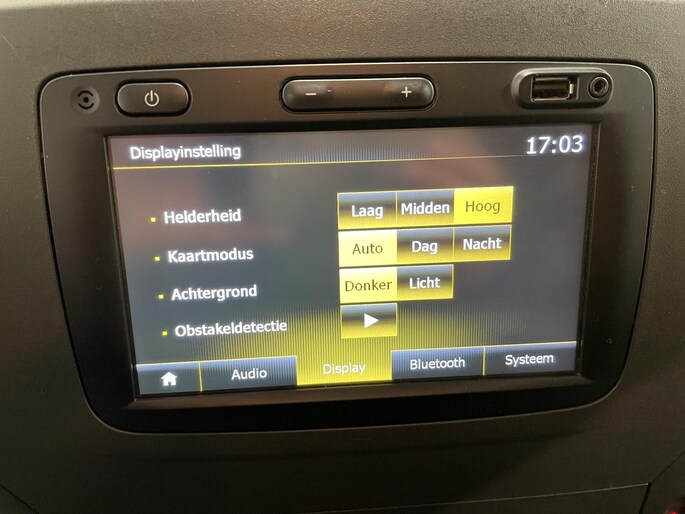 Displayinstelling 17:03
Helderheid Laag Midden Hoog
Kaartmodus Auto Dag Nacht
Achtergrond Donker Licht
Obstakeldetectie
Audio Display Bluetooth Systeem